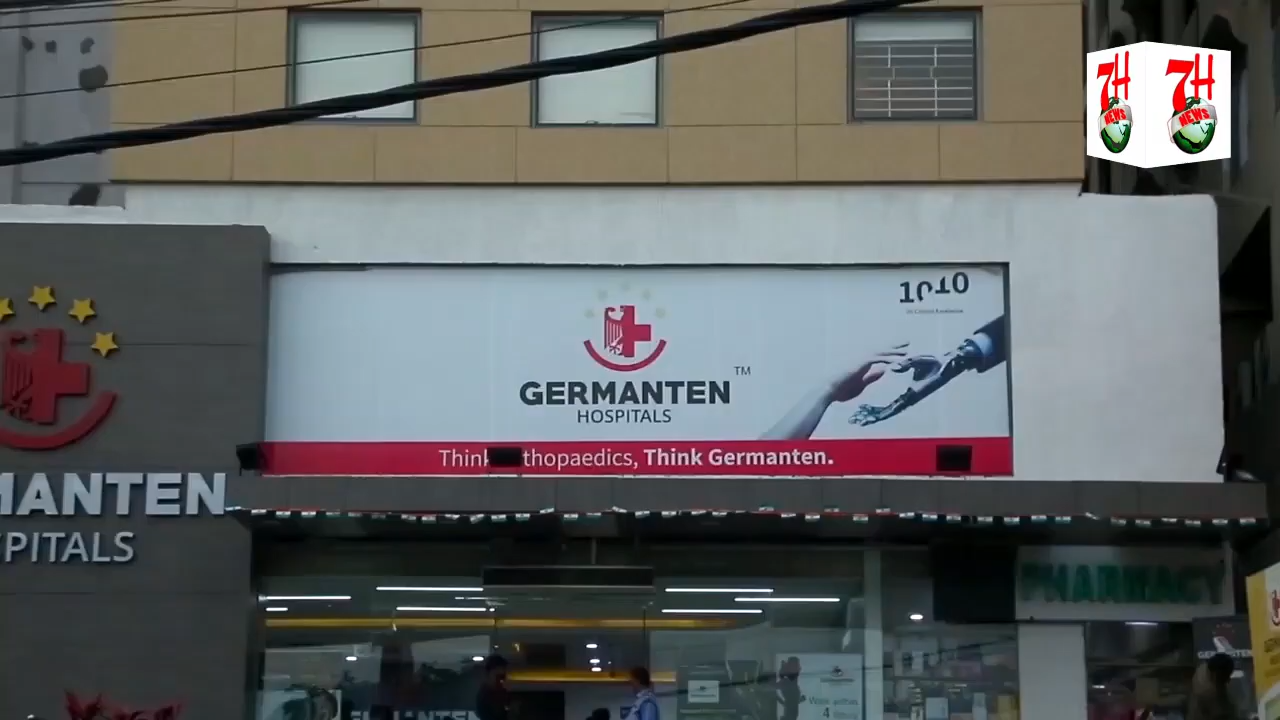 7H
NEWS
7H
NEWS
1010
GERMANTEN
TM
HOSPITALS
Think thopaedics, Think Germanten.
MANTEN
PITALS
PHARMACY